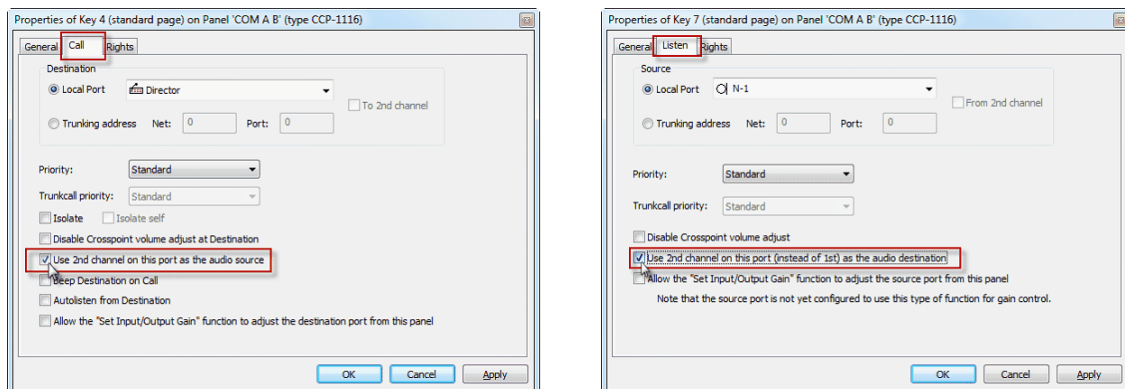 Properties of Key 4 (standard page) on Panel 'COM A B' (type CCP-1116)
General Call Rights
Destination
Local Port Director
To 2nd channel
Trunking address Net: 0 Port: 0
Priority: Standard
Trunkcall priority: Standard
Isolate Isolate self
Disable Crosspoint volume adjust at Destination
Use 2nd channel on this port as the audio source
Beep Destination on Call
Autolisten from Destination
Allow the "Set Input/Output Gain" function to adjust the destination port from this panel
OK Cancel Apply
Properties of Key 7 (standard page) on Panel 'COM A B' (type CCP-1116)
General Listen Rights
Source
Local Port N-1
From 2nd channel
Trunking address Net: 0 Port: 0
Priority: Standard
Trunkcall priority: Standard
Disable Crosspoint volume adjust
Use 2nd channel on this port (instead of 1st) as the audio destination
Allow the "Set Input/Output Gain" function to adjust the source port from this panel
Note that the source port is not yet configured to use this type of function for gain control.
OK Cancel Apply